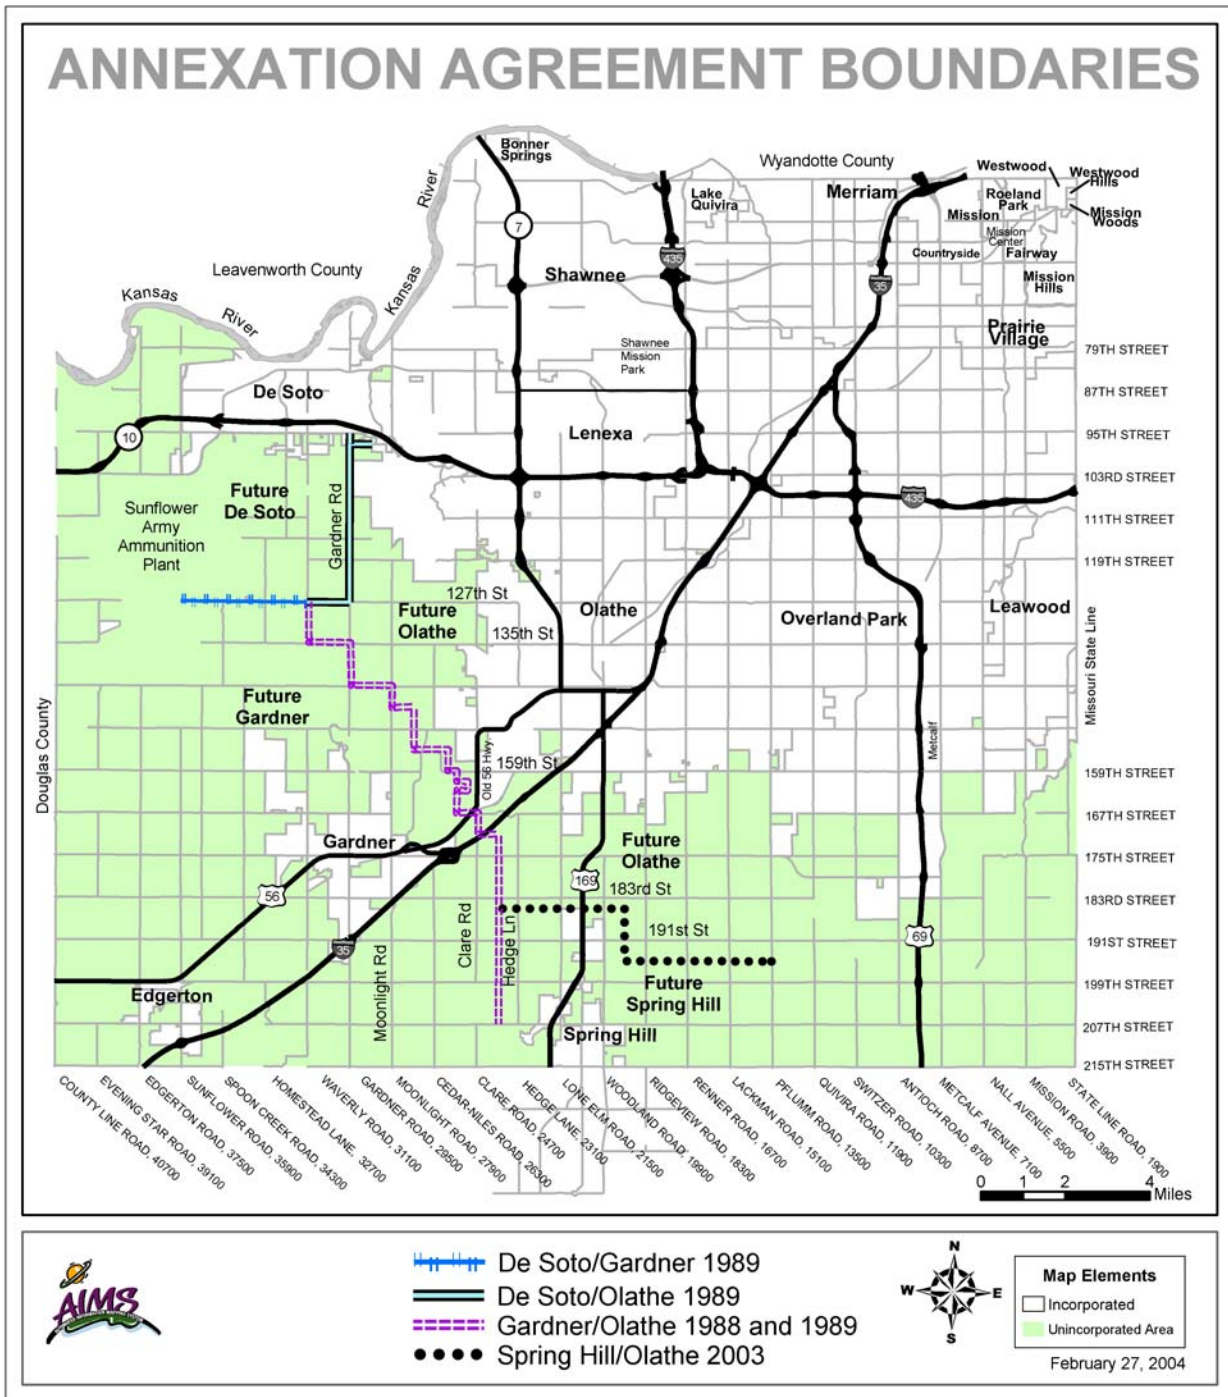 ANNEXATION AGREEMENT BOUNDARIES
Bonner
Springs
Wyandotte County
Westwood
Westwood
Hills
Merriam
Roeland
Park
Lake
Quivira
Mission
Mission
Woods
River
7
Mission
Center
Countryside
Fairway
435
Leavenworth County
Shawnee
Kansas
Mission
Hills
35
Kansas
River
Prairie
Village
Shawnee
Mission
Park
79TH STREET
De Soto
87TH STREET
10
Lenexa
95TH STREET
103RD STREET
Future
De Soto
435
Sunflower
Army
Ammunition
Plant
Gardner Rd
111TH STREET
119TH STREET
127th St
Future
Olathe
Olathe
Overland Park
Leawood
135th St
Missouri State Line
Future
Gardner
Douglas County
Metcalf
Old 56 Hwy
159th St
159TH STREET
167TH STREET
Gardner
Future
Olathe
175TH STREET
169
183rd St
183RD STREET
56
Clare Rd
Hedge Ln
191st St
69
191ST STREET
35
Moonlight Rd
Future
Spring Hill
199TH STREET
Edgerton
207TH STREET
Spring Hill
215TH STREET
COUNTY LINE ROAD, 40700
EVENING STAR ROAD, 39100
EDGERTON ROAD, 37500
SUNFLOWER ROAD, 35900
SPOON CREEK ROAD, 34300
HOMESTEAD LANE, 32700
WAVERLY ROAD, 31100
GARDNER ROAD, 29500
MOONLIGHT ROAD, 27900
CEDAR-NILES ROAD, 26300
CLARE ROAD, 24700
HEDGE LANE, 23100
LONE ELM ROAD, 21500
WOODLAND ROAD, 19900
RIDGEVIEW ROAD, 18300
RENNER ROAD, 16700
LACKMAN ROAD, 15100
PFLUMM ROAD, 13500
QUIVIRA ROAD, 11900
SWITZER ROAD, 10300
ANTIOCH ROAD, 8700
METCALF AVENUE, 7100
NALL AVENUE, 5500
MISSION ROAD, 3900
STATE LINE ROAD, 1900
0 1 2 4
Miles
AIMS
De Soto/Gardner 1989
De Soto/Olathe 1989
Gardner/Olathe 1988 and 1989
Spring Hill/Olathe 2003
N
W E
S
Map Elements
Incorporated
Unincorporated Area
February 27, 2004